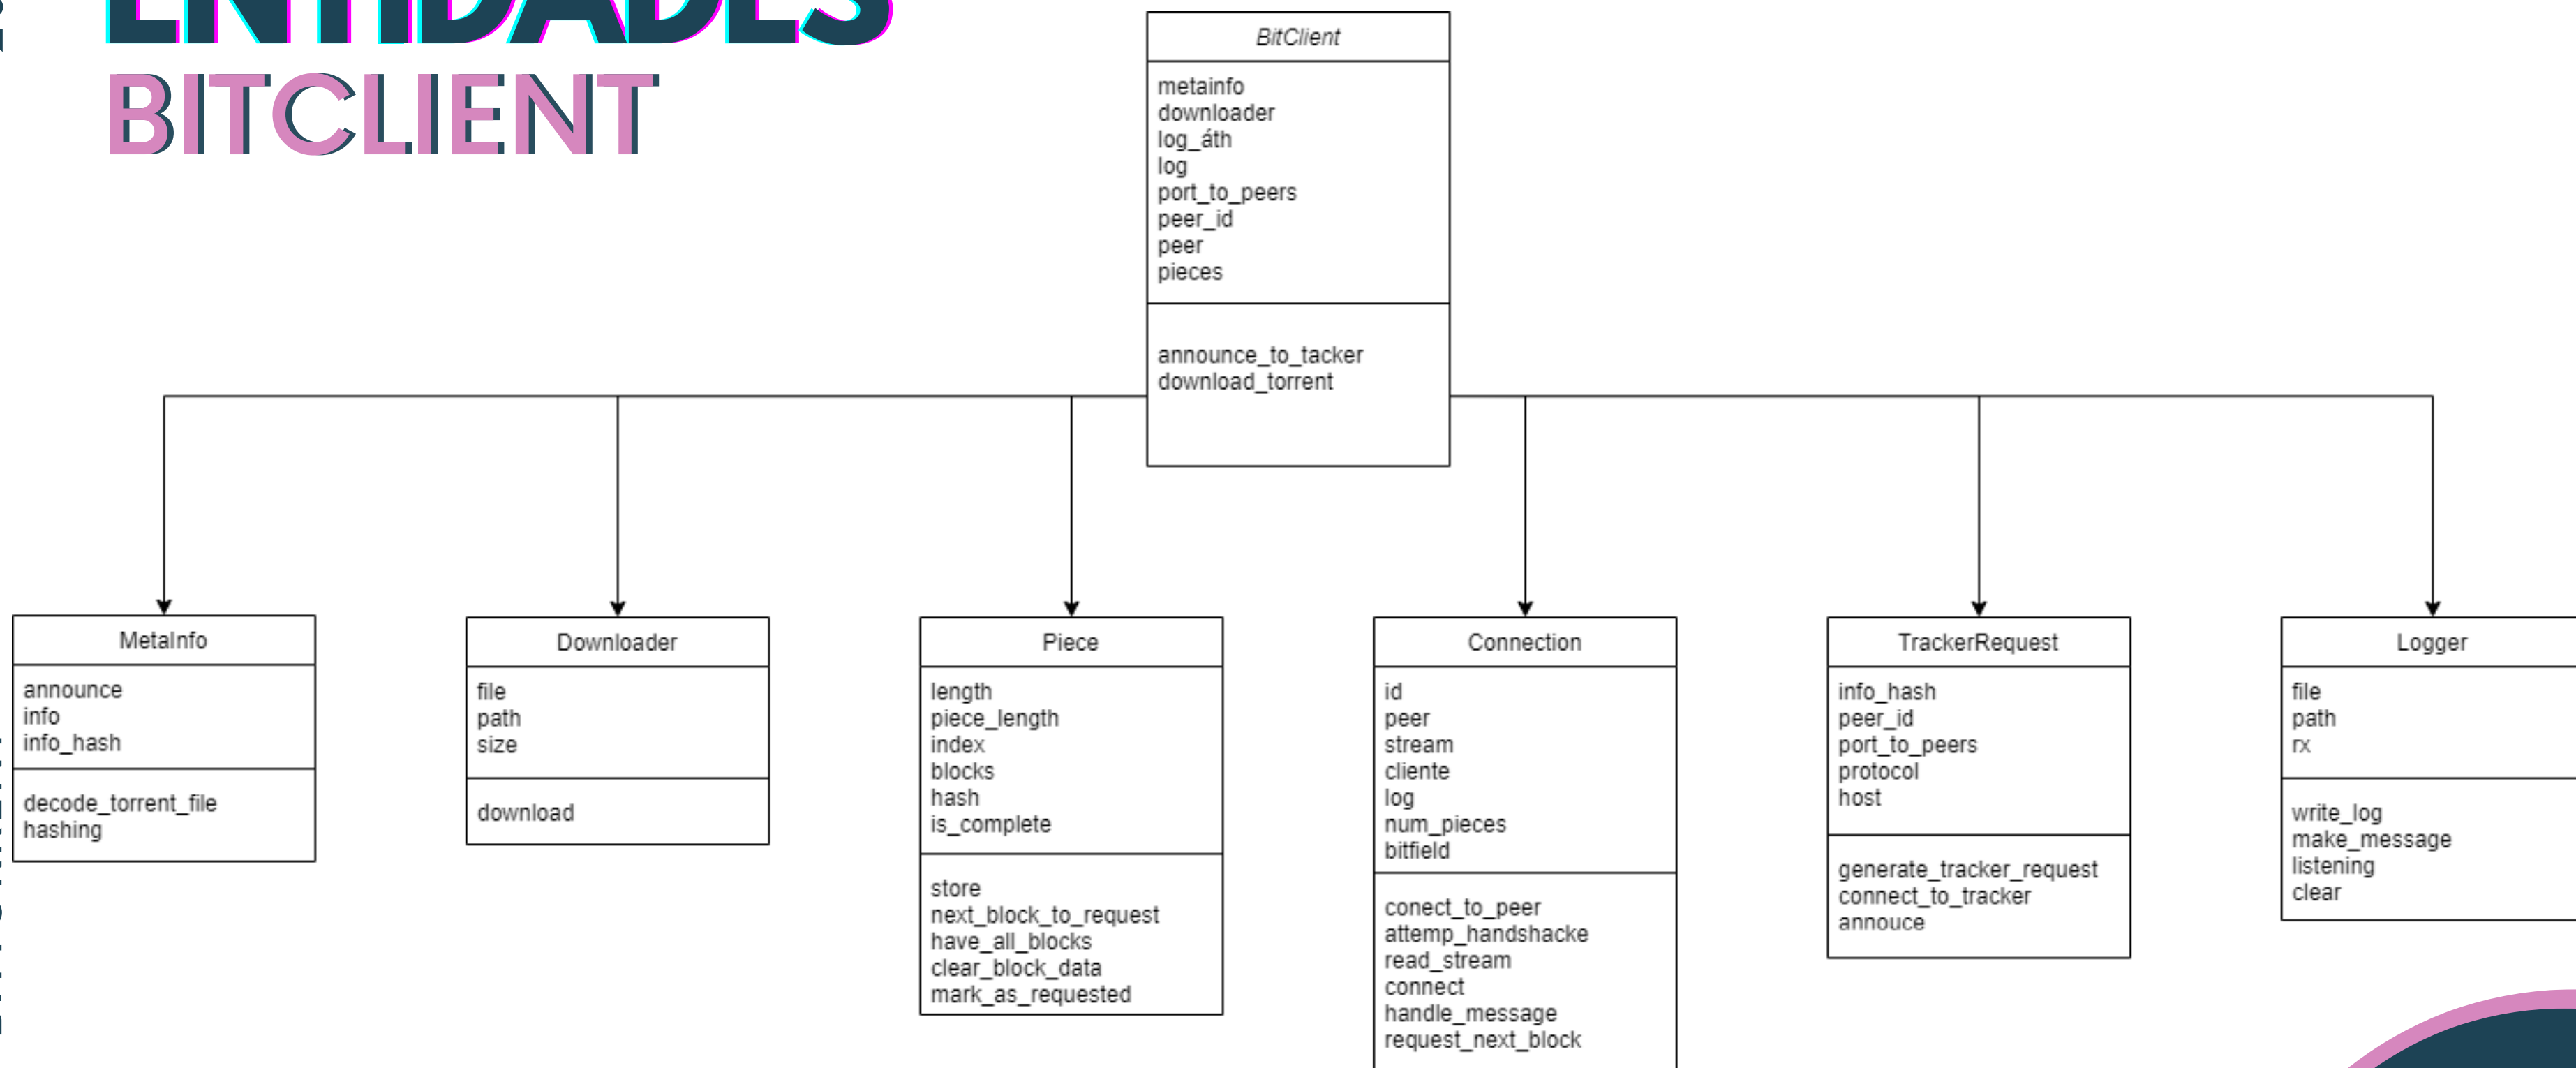 ENTIDADES
BITCLIENT
BitClient
metainfo
downloader
log_áth
log
port_to_peers
peer_id
peer
pieces
announce_to_tacker
download_torrent
MetaInfo
announce
info
info_hash
decode_torrent_file
hashing
Downloader
file
path
size
download
Piece
length
piece_length
index
blocks
hash
is_complete
store
next_block_to_request
have_all_blocks
clear_block_data
mark_as_requested
Connection
id
peer
stream
cliente
log
num_pieces
bitfield
conect_to_peer
attemp_handshacke
read_stream
connect
handle_message
request_next_block
TrackerRequest
info_hash
peer_id
port_to_peers
protocol
host
generate_tracker_request
connect_to_tracker
annouce
Logger
file
path
rx
write_log
make_message
listening
clear